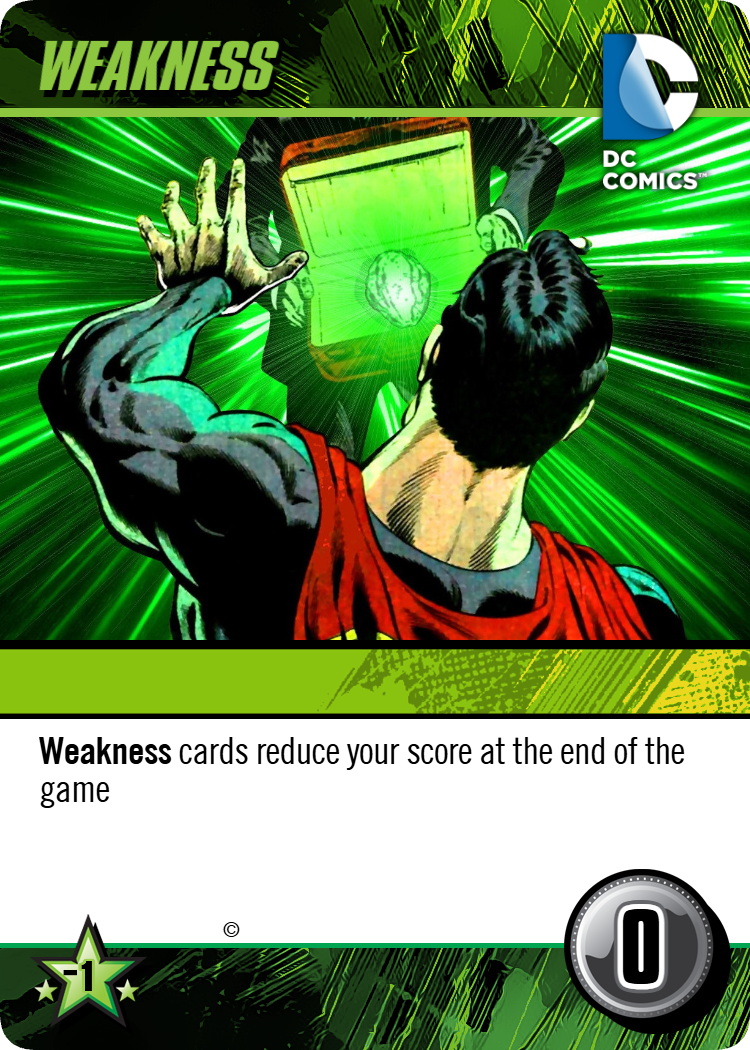 WEAKNESS
DC
COMICS™
Weakness cards reduce your score at the end of the
game
©
-1
0